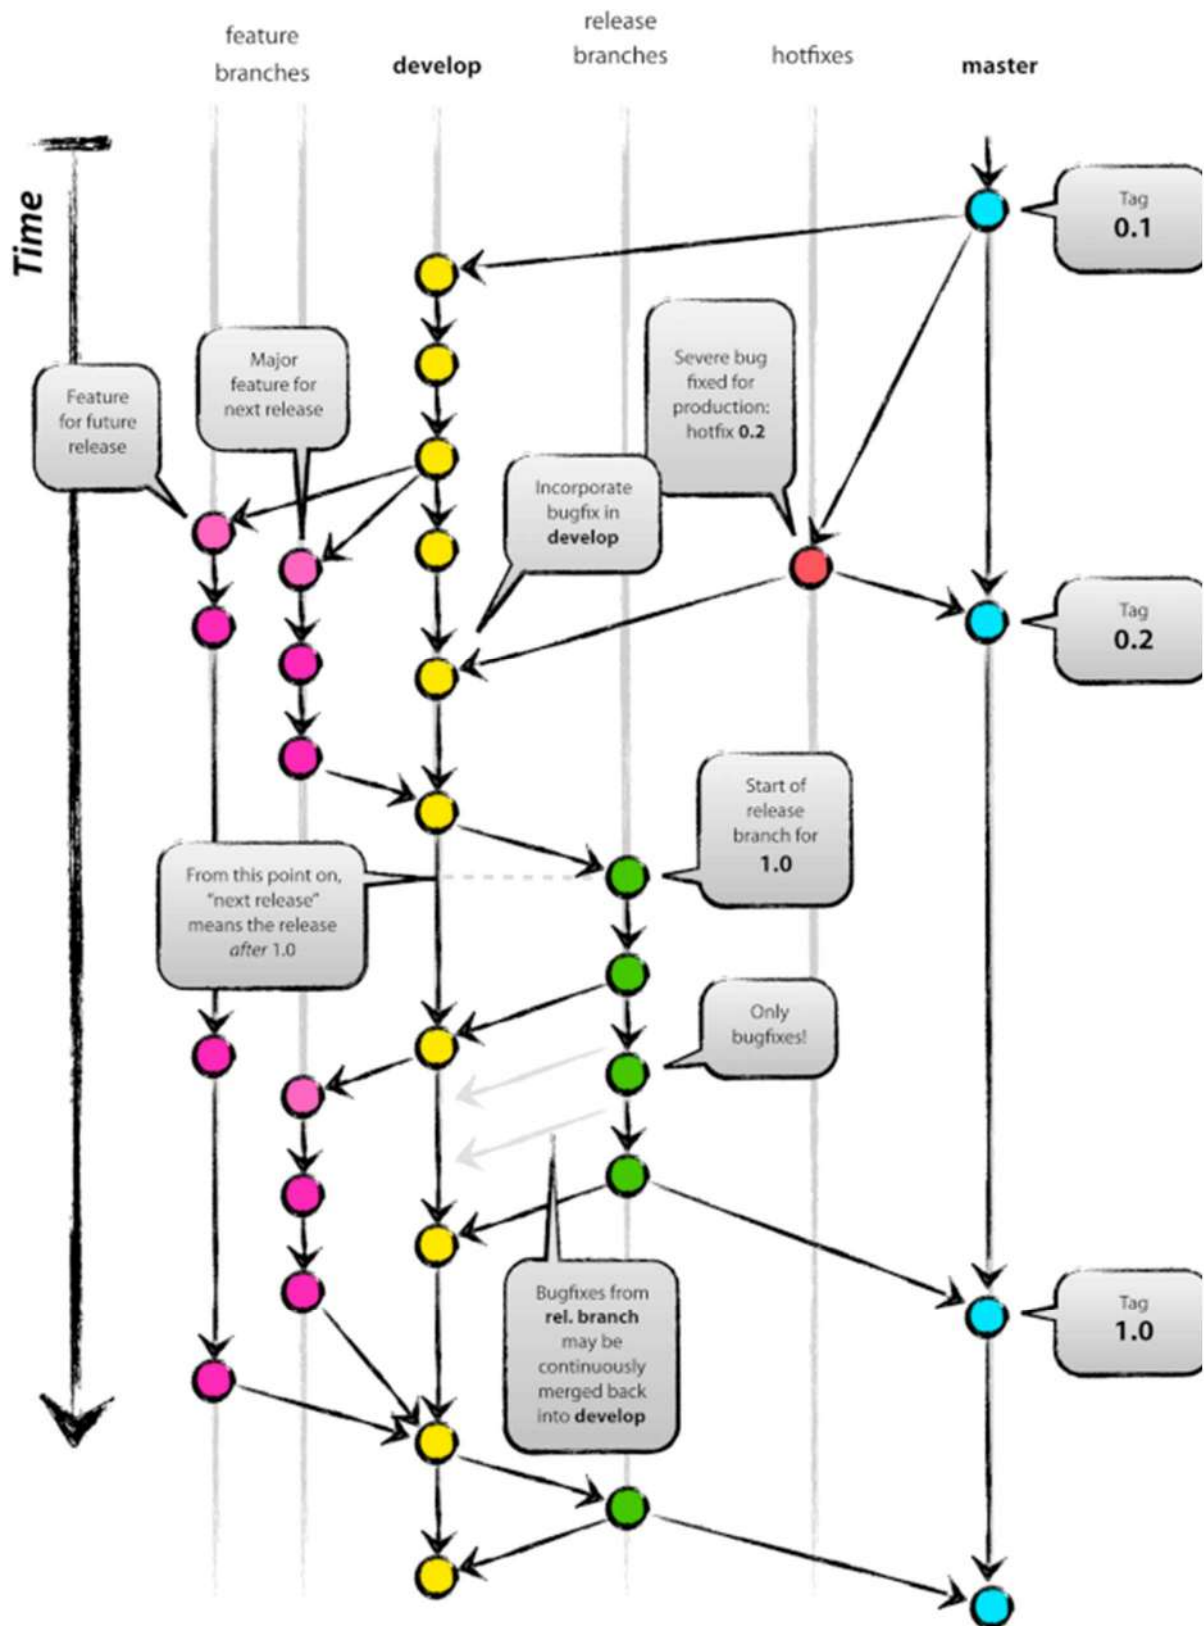 feature
branches
develop
release
branches
hotfixes
master
Time
Tag
0.1
Severe bug
fixed for
production:
hotfix 0.2
Major
feature for
next release
Feature
for future
release
Incorporate
bugfix in
develop
Tag
0.2
Start of
release
branch for
1.0
From this point on,
“next release”
means the release
after 1.0
Only
bugfixes!
Bugfixes from
rel. branch
may be
continuously
merged back
into develop
Tag
1.0